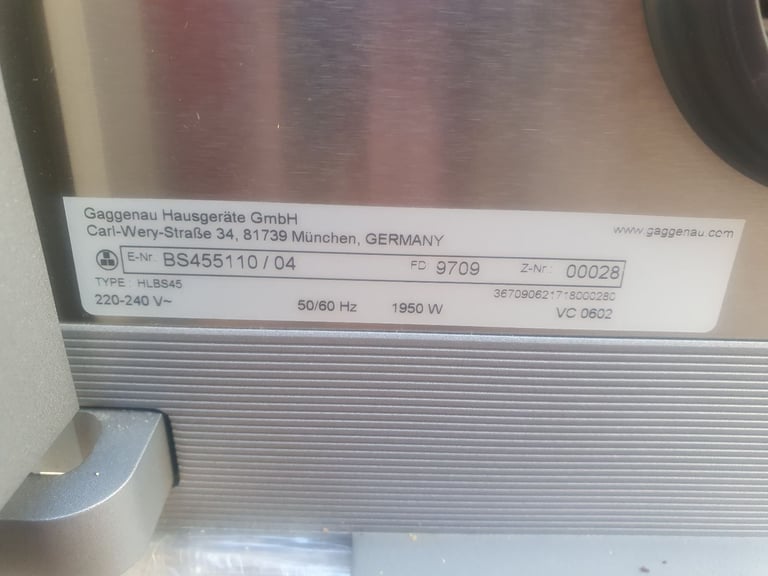 Gaggenau Hausgeräte GmbH
www.gaggenau.com
Carl-Wery-Straße 34, 81739 München, GERMANY
E-Nr. BS455110 / 04 FD 9709 Z-Nr. 00028
TYPE : HLBS45 367090621718000280
220-240 V~ 50/60 Hz 1950 W VC 0602